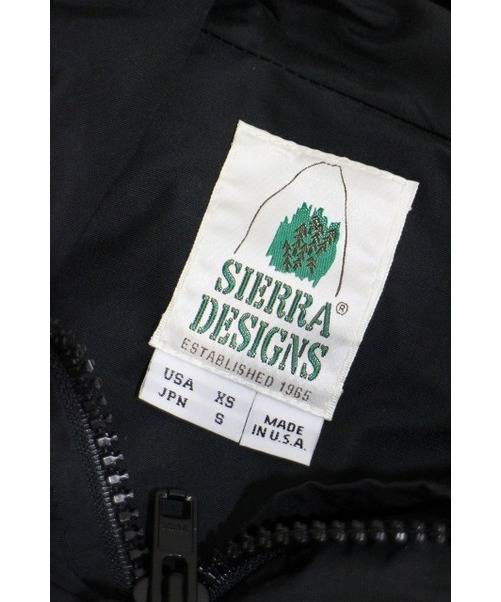 SIERRA
DESIGNS®
ESTABLISHED 1965
USA XS
JPN S
MADE
IN U.S.A.